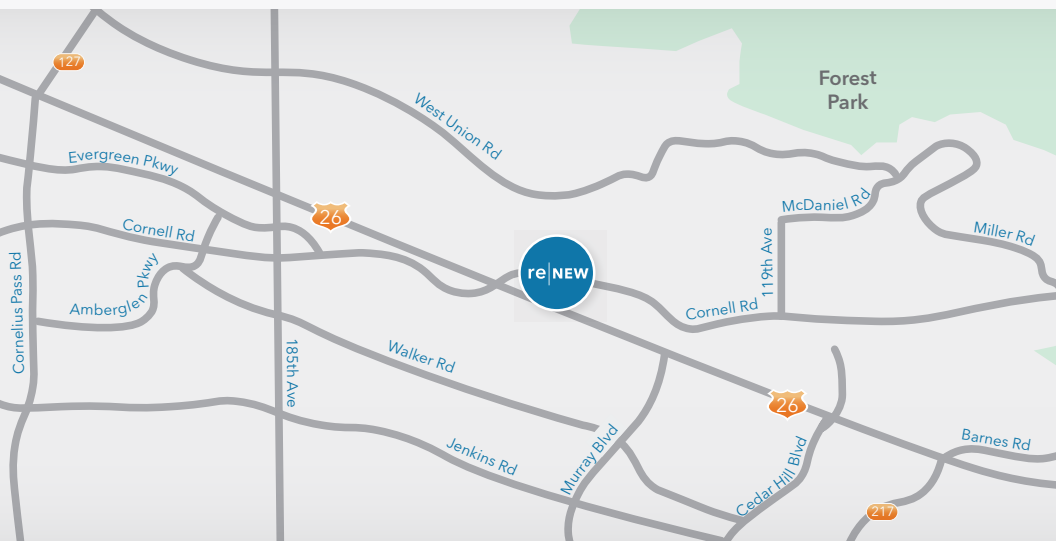 127
Forest
Park
West Union Rd
Evergreen Pkwy
McDaniel Rd
26
Cornell Rd
Miller Rd
119th Ave
Cornelius Pass Rd
Amberglen Pkwy
re|NEW
Cornell Rd
185th Ave
Walker Rd
26
Murray Blvd
Jenkins Rd
Cedar Hill Blvd
Barnes Rd
217